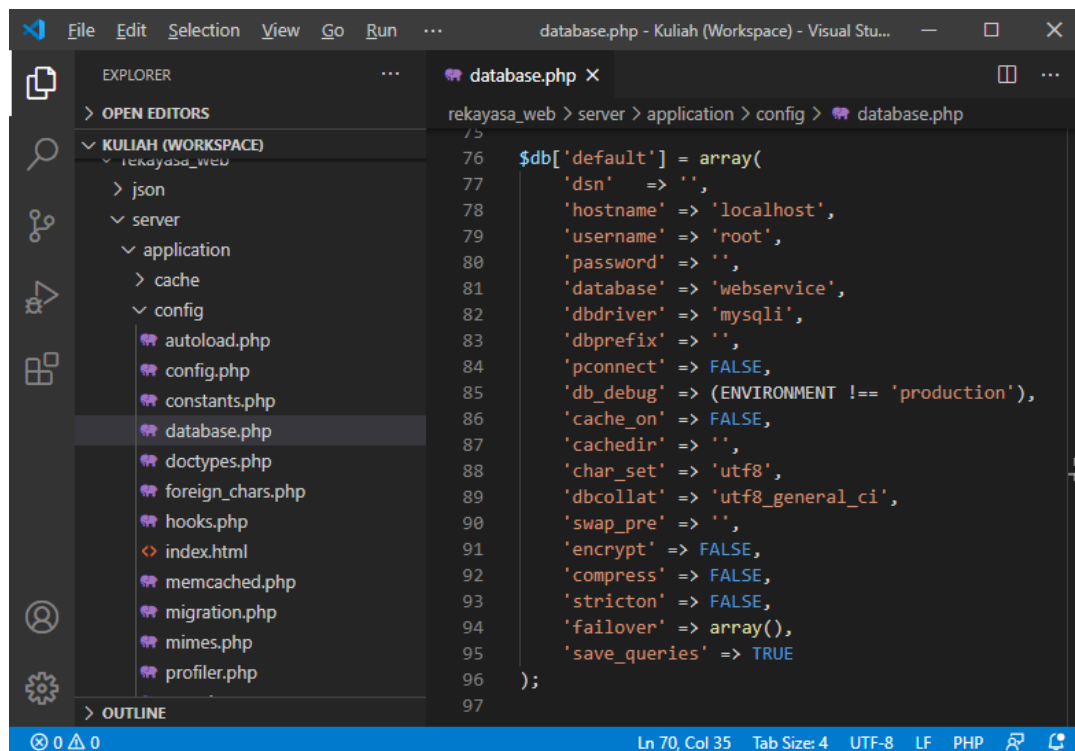 File Edit Selection View Go Run ··· database.php - Kuliah (Workspace) - Visual Stu...
EXPLORER ···
OPEN EDITORS
KULIAH (WORKSPACE)
rekayasa_web
json
server
application
cache
config
autoload.php
config.php
constants.php
database.php
doctypes.php
foreign_chars.php
hooks.php
index.html
memcached.php
migration.php
mimes.php
profiler.php
OUTLINE
database.php
rekayasa_web > server > application > config > database.php
75
76 $db['default'] = array(
77 'dsn' => '',
78 'hostname' => 'localhost',
79 'username' => 'root',
80 'password' => '',
81 'database' => 'webservice',
82 'dbdriver' => 'mysqli',
83 'dbprefix' => '',
84 'pconnect' => FALSE,
85 'db_debug' => (ENVIRONMENT !== 'production'),
86 'cache_on' => FALSE,
87 'cachedir' => '',
88 'char_set' => 'utf8',
89 'dbcollat' => 'utf8_general_ci',
90 'swap_pre' => '',
91 'encrypt' => FALSE,
92 'compress' => FALSE,
93 'stricton' => FALSE,
94 'failover' => array(),
95 'save_queries' => TRUE
96 );
97
0 0 Ln 70, Col 35 Tab Size: 4 UTF-8 LF PHP